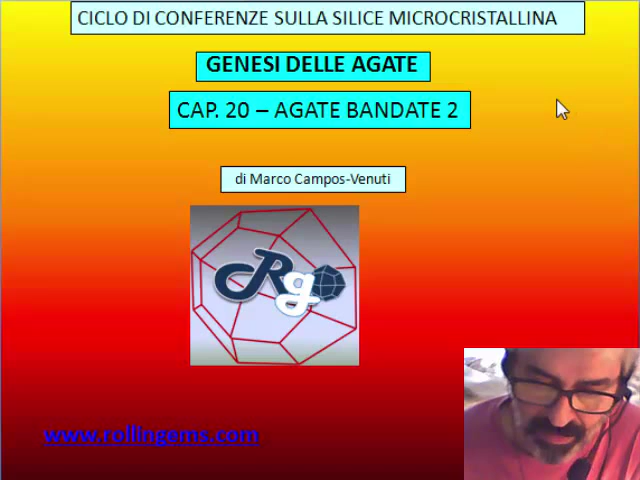 CICLO DI CONFERENZE SULLA SILICE MICROCRISTALLINA
GENESI DELLE AGATE
CAP. 20 – AGATE BANDATE 2
di Marco Campos-Venuti
Rg
www.rollingems.com